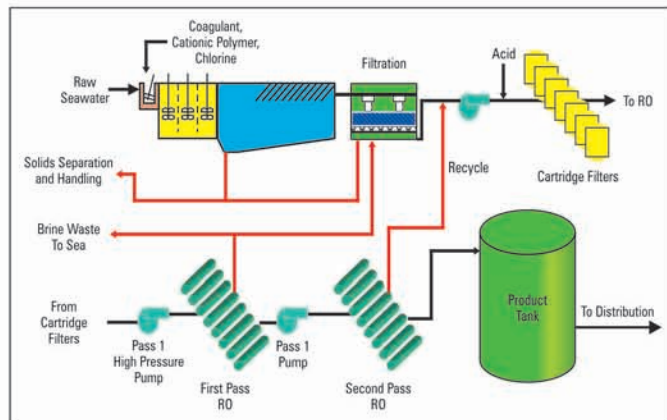 Coagulant,
Cationic Polymer,
Chlorine
Raw
Seawater
Filtration
Acid
To RO
Cartridge Filters
Recycle
Solids Separation
and Handling
Brine Waste
To Sea
From
Cartridge
Filters
Pass 1
High Pressure
Pump
First Pass
RO
Pass 1
Pump
Second Pass
RO
Product
Tank
To Distribution